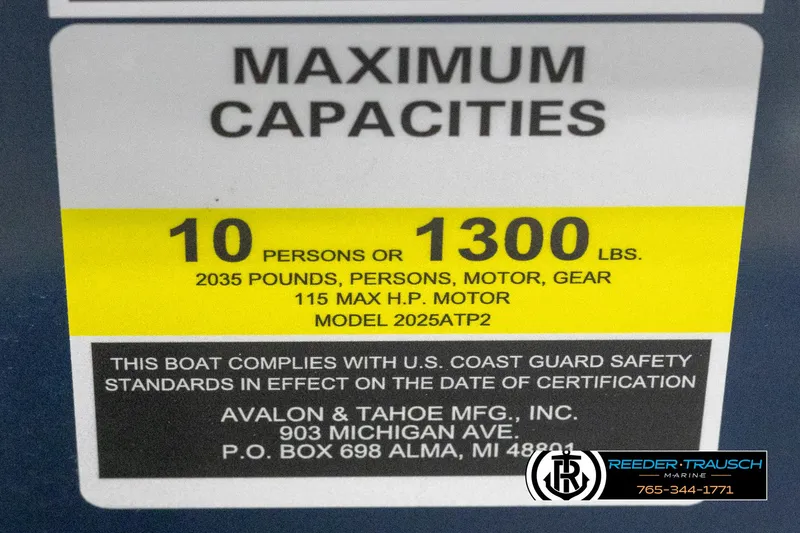 MAXIMUM
CAPACITIES
10 PERSONS OR 1300 LBS.
2035 POUNDS, PERSONS, MOTOR, GEAR
115 MAX H.P. MOTOR
MODEL 2025ATP2
THIS BOAT COMPLIES WITH U.S. COAST GUARD SAFETY
STANDARDS IN EFFECT ON THE DATE OF CERTIFICATION
AVALON & TAHOE MFG., INC.
903 MICHIGAN AVE.
P.O. BOX 698 ALMA, MI 48801
REEDER·TRAUSCH
MARINE
765-344-1771